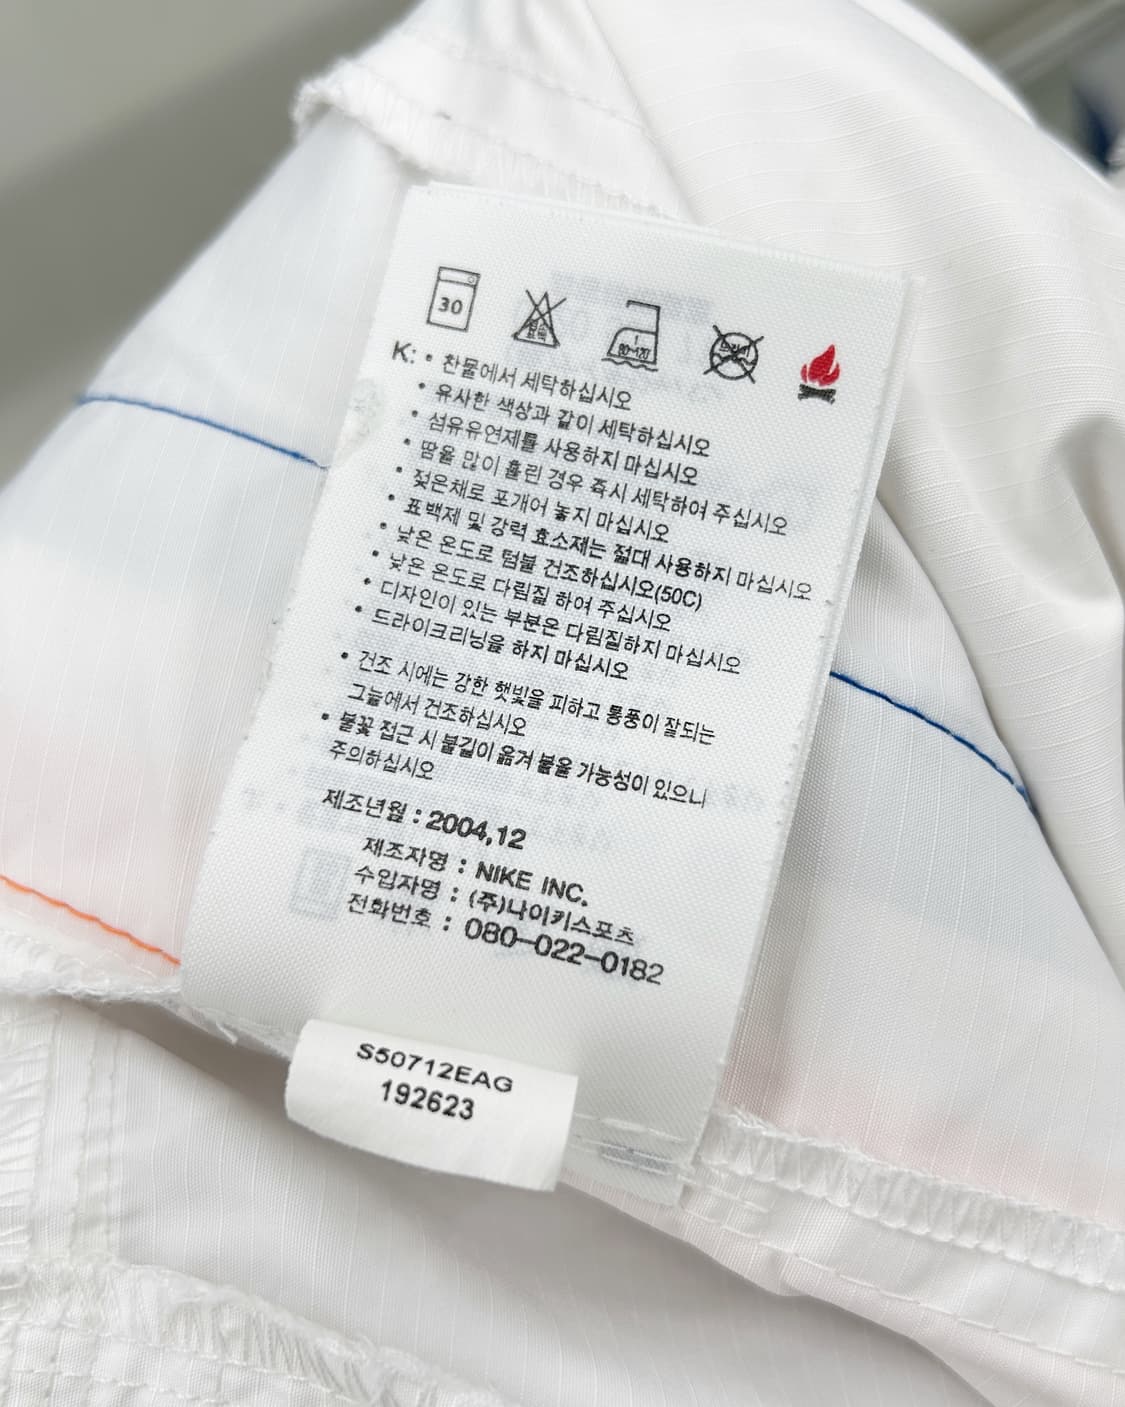 30
표백
80~120
드라이
K: • 찬물에서 세탁하십시오
• 유사한 색상과 같이 세탁하십시오
• 섬유유연제를 사용하지 마십시오
• 땀을 많이 흘린 경우 즉시 세탁하여 주십시오
• 젖은채로 포개어 놓지 마십시오
• 표백제 및 강력 효소제는 절대 사용하지 마십시오
• 낮은 온도로 텀블 건조하십시오(50C)
• 낮은 온도로 다림질 하여 주십시오
• 디자인이 있는 부분은 다림질하지 마십시오
• 드라이크리닝을 하지 마십시오
• 건조 시에는 강한 햇빛을 피하고 통풍이 잘되는
그늘에서 건조하십시오
• 불꽃 접근 시 불길이 옮겨 붙을 가능성이 있으니
주의하십시오
제조년월 : 2004.12
제조자명 : NIKE INC.
수입자명 : (주)나이키스포츠
전화번호 : 080-022-0182
S50712EAG
192623